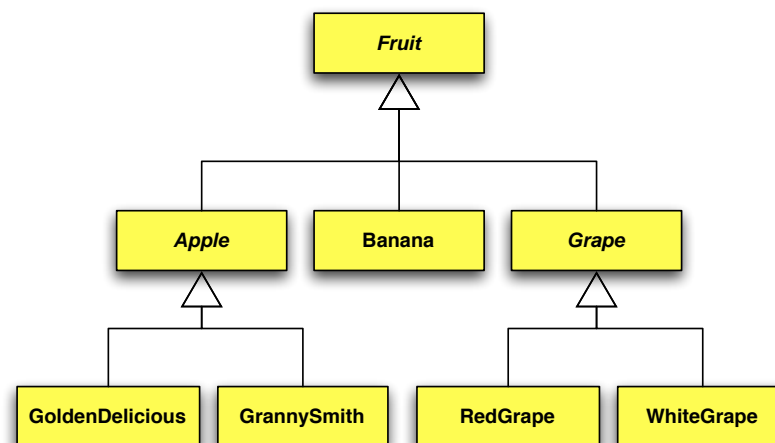 Fruit
Apple
Banana
Grape
GoldenDelicious
GrannySmith
RedGrape
WhiteGrape